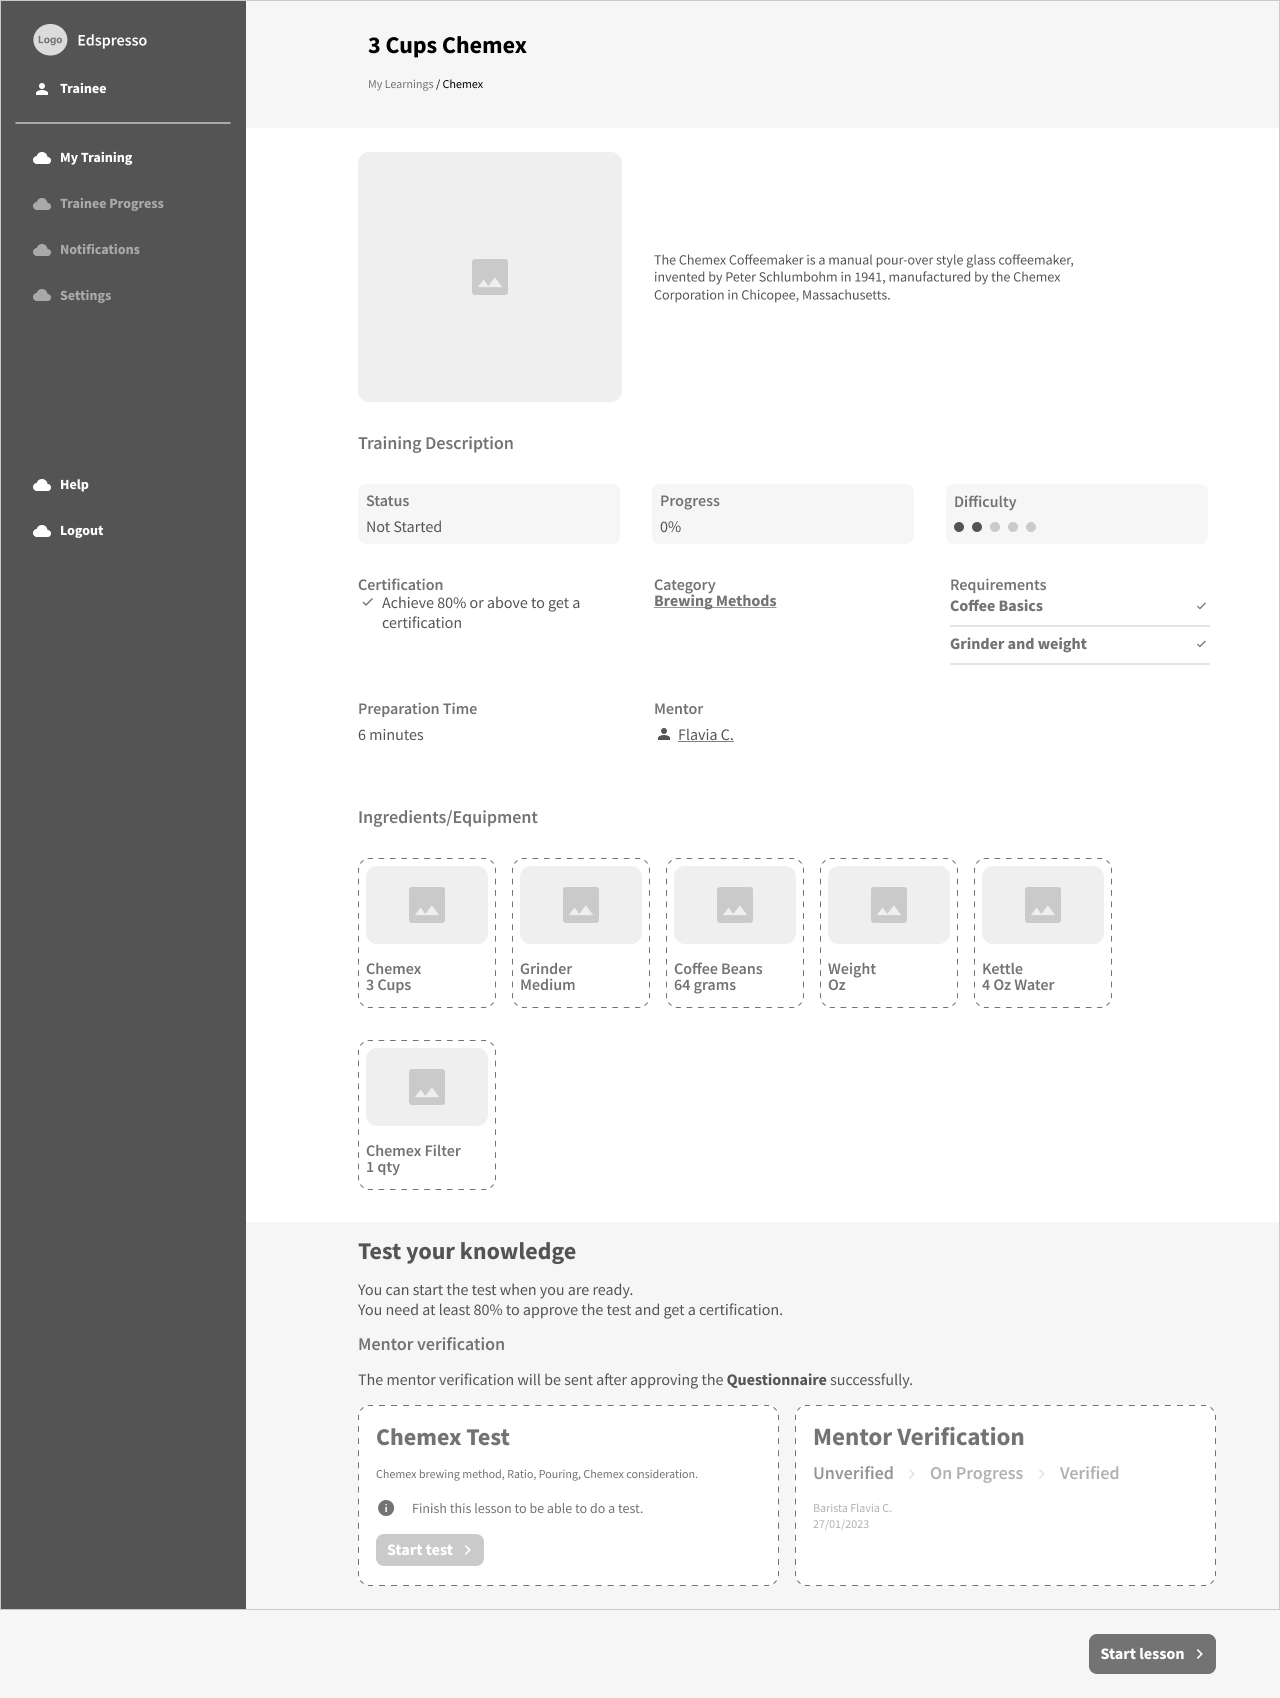 Logo
Edspresso
Trainee
My Training
Trainee Progress
Notifications
Settings
Help
Logout
3 Cups Chemex
My Learnings / Chemex
The Chemex Coffeemaker is a manual pour-over style glass coffeemaker,
invented by Peter Schlumbohm in 1941, manufactured by the Chemex
Corporation in Chicopee, Massachusetts.
Training Description
Status
Not Started
Progress
0%
Difficulty
Certification
Achieve 80% or above to get a
certification
Category
Brewing Methods
Requirements
Coffee Basics
Grinder and weight
Preparation Time
6 minutes
Mentor
Flavia C.
Ingredients/Equipment
Chemex
3 Cups
Grinder
Medium
Coffee Beans
64 grams
Weight
Oz
Kettle
4 Oz Water
Chemex Filter
1 qty
Test your knowledge
You can start the test when you are ready.
You need at least 80% to approve the test and get a certification.
Mentor verification
The mentor verification will be sent after approving the Questionnaire successfully.
Chemex Test
Chemex brewing method, Ratio, Pouring, Chemex consideration.
Finish this lesson to be able to do a test.
Start test
Mentor Verification
Unverified
On Progress
Verified
Barista Flavia C.
27/01/2023
Start lesson